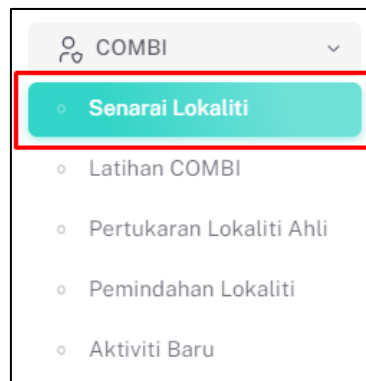 COMBI
Senarai Lokaliti
Latihan COMBI
Pertukaran Lokaliti Ahli
Pemindahan Lokaliti
Aktiviti Baru